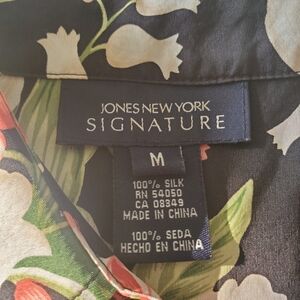 JONES NEW YORK
SIGNATURE
M
100% SILK
RN 54050
CA 08349
MADE IN CHINA
100% SEDA
HECHO EN CHINA